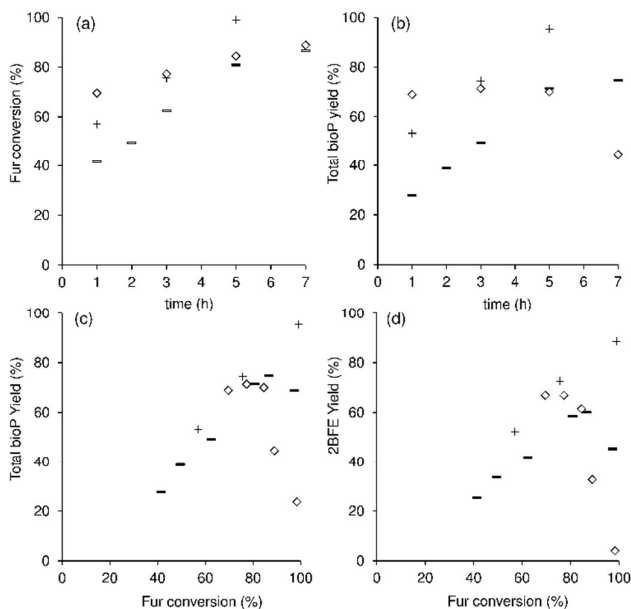 (a)
Fur conversion (%)
100
80
60
40
20
0
0 1 2 3 4 5 6 7
time (h)
(b)
Total bioP yield (%)
100
80
60
40
20
0
0 1 2 3 4 5 6 7
time (h)
(c)
Total bioP Yield (%)
100
80
60
40
20
0
0 20 40 60 80 100
Fur conversion (%)
(d)
2BFE Yield (%)
100
80
60
40
20
0
0 20 40 60 80 100
Fur conversion (%)